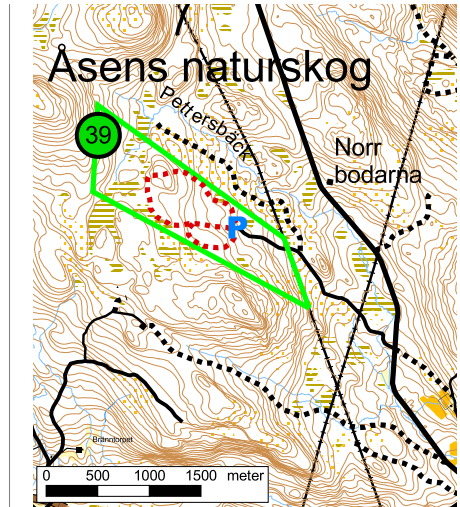 Åsens naturskog
39
Pettersbäck
Norr
bodarna
P
Bränntorpet
0 500 1000 1500 meter